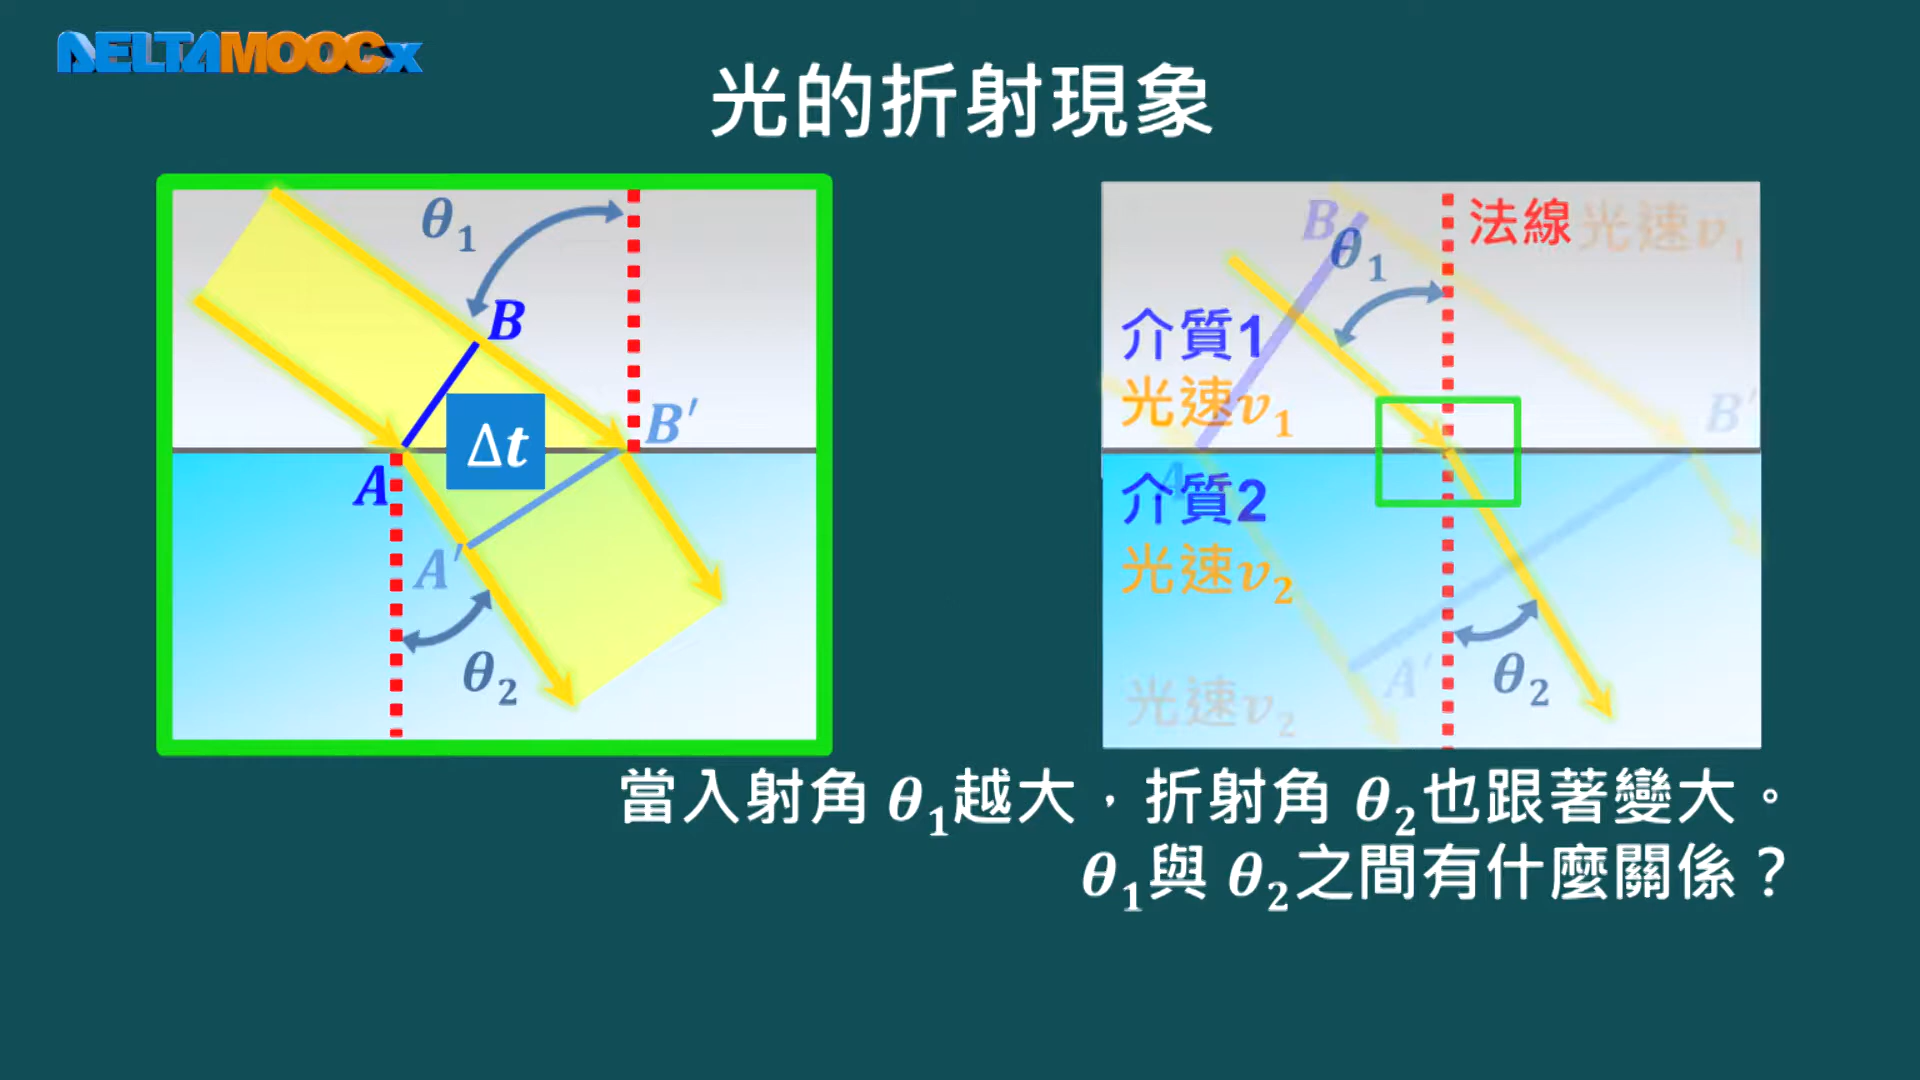 DELTAMOOCx
光的折射現象
θ₁
B
B′
Δt
A
A′
θ₂
法線
光速v₁
B
θ₁
介質1
光速v₁
B′
A
介質2
光速v₂
A′
θ₂
光速v₂
當入射角 θ₁越大，折射角 θ₂也跟著變大。
θ₁與 θ₂之間有什麼關係？